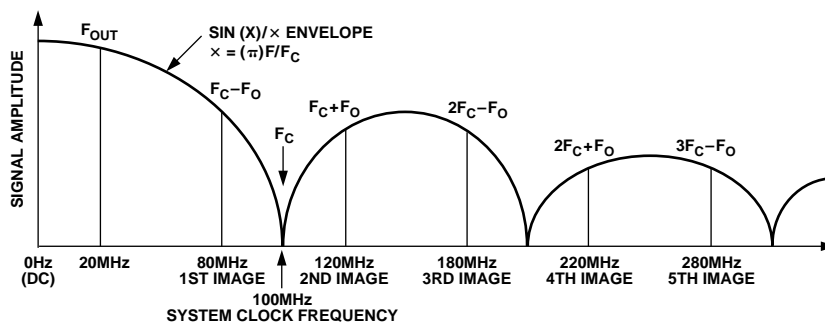 SIGNAL AMPLITUDE
F_OUT
SIN (X)/× ENVELOPE
× = (π)F/F_C
F_C–F_O
F_C
F_C+F_O
2F_C–F_O
2F_C+F_O
3F_C–F_O
0Hz
(DC)
20MHz
80MHz
1ST IMAGE
120MHz
2ND IMAGE
180MHz
3RD IMAGE
220MHz
4TH IMAGE
280MHz
5TH IMAGE
100MHz
SYSTEM CLOCK FREQUENCY